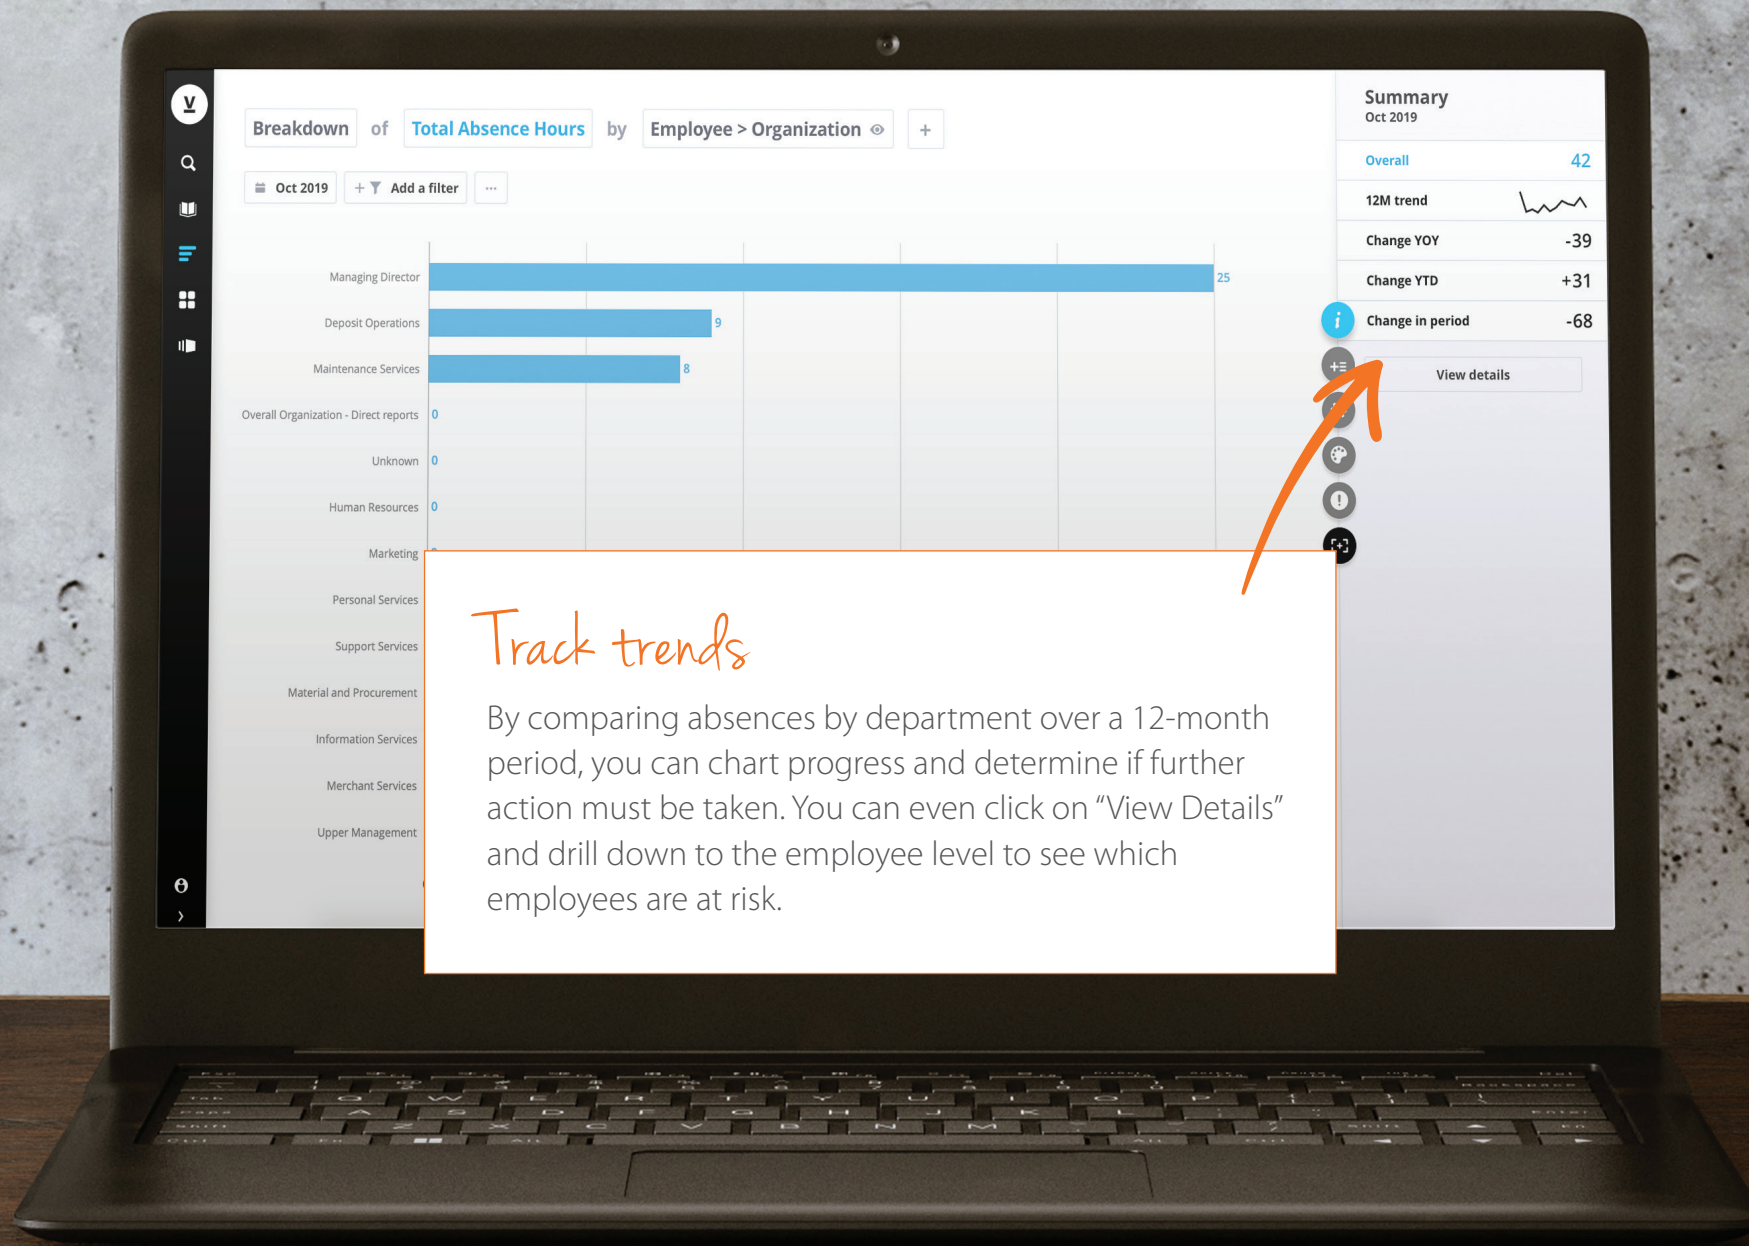 Breakdown of Total Absence Hours by Employee > Organization +
Oct 2019 + Add a filter ...
Managing Director 25
Deposit Operations 9
Maintenance Services 8
Overall Organization - Direct reports 0
Unknown 0
Human Resources 0
Marketing
Personal Services
Support Services
Material and Procurement
Information Services
Merchant Services
Upper Management
Summary
Oct 2019
Overall 42
12M trend
Change YOY -39
Change YTD +31
Change in period -68
View details
Track trends
By comparing absences by department over a 12-month
period, you can chart progress and determine if further
action must be taken. You can even click on “View Details”
and drill down to the employee level to see which
employees are at risk.